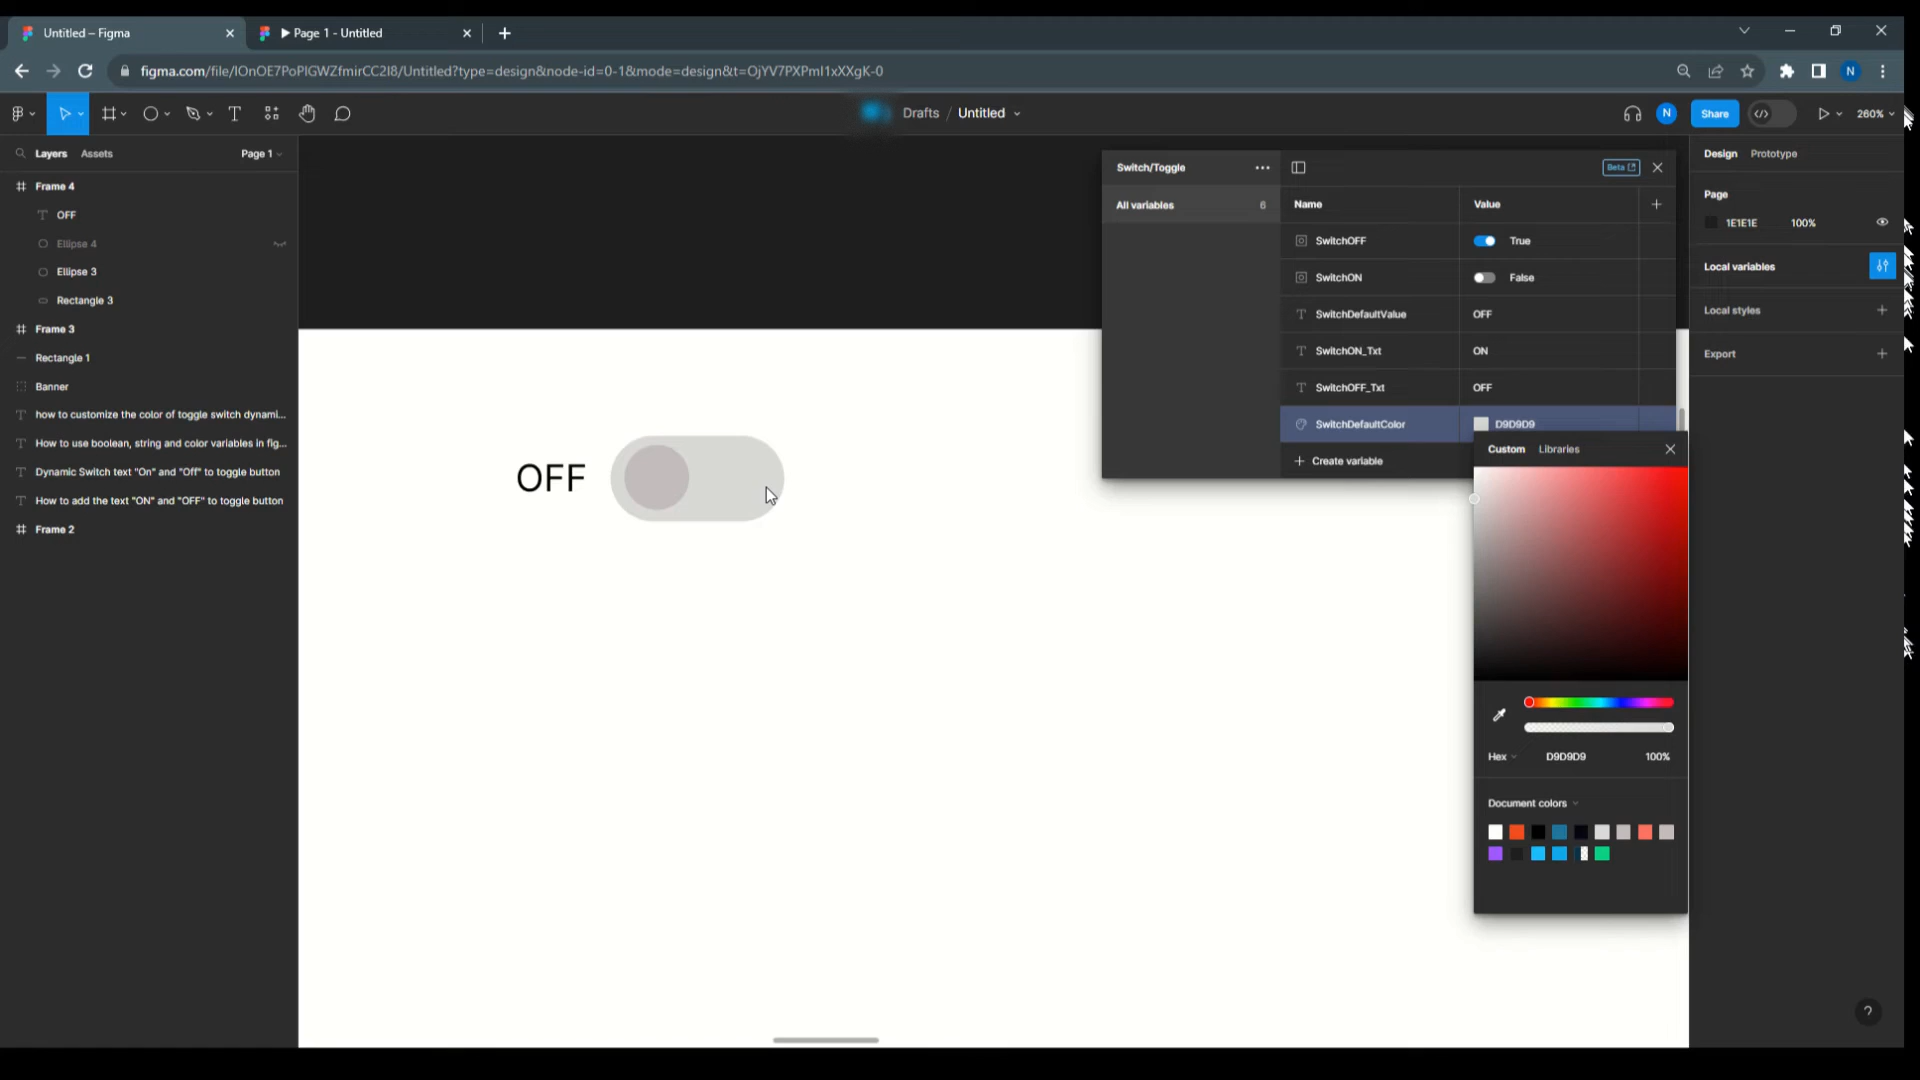 Untitled – Figma
▶ Page 1 - Untitled
figma.com/file/lOnOE7PoPlGWZfmirCC2I8/Untitled?type=design&node-id=0-1&mode=design&t=OjYV7PXPmI1xXXgK-0
N
Drafts / Untitled
N
Share
260%
Layers
Assets
Page 1
Frame 4
OFF
Ellipse 4
Ellipse 3
Rectangle 3
Frame 3
Rectangle 1
Banner
how to customize the color of toggle switch dynami...
How to use boolean, string and color variables in fig...
Dynamic Switch text "On" and "Off" to toggle button
How to add the text "ON" and "OFF" to toggle button
Frame 2
OFF
Switch/Toggle
Beta
All variables 6
Name Value
SwitchOFF True
SwitchON False
SwitchDefaultValue OFF
SwitchON_Txt ON
SwitchOFF_Txt OFF
SwitchDefaultColor D9D9D9
Create variable
Custom Libraries
Hex D9D9D9 100%
Document colors
Design Prototype
Page
1E1E1E 100%
Local variables
Local styles
Export
?